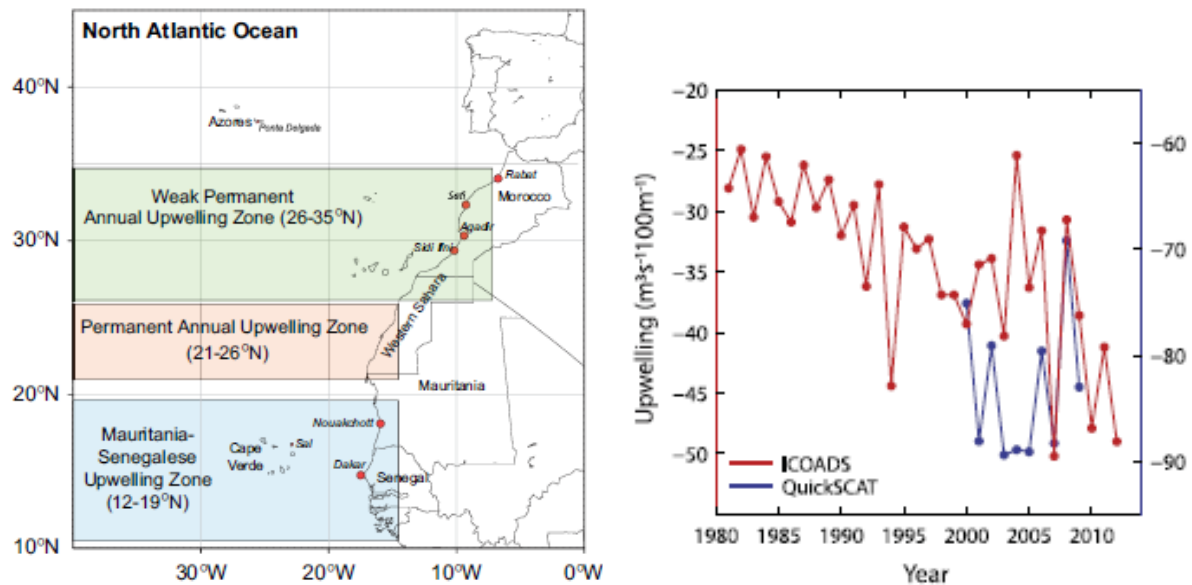 North Atlantic Ocean
40°N
Azores
Ponta Delgada
Weak Permanent
Annual Upwelling Zone (26-35°N)
Rabat
Safi
Morocco
30°N
Agadir
Sidi Ifni
Permanent Annual Upwelling Zone
(21-26°N)
Western Sahara
Mauritania
20°N
Mauritania-
Senegalese
Upwelling Zone
(12-19°N)
Nouakchott
Cape
Verde
Sal
Dakar
Senegal
10°N
30°W
20°W
10°W
0°W
Upwelling (m³s⁻¹100m⁻¹)
−20
−25
−30
−35
−40
−45
−50
−60
−70
−80
−90
ICOADS
QuickSCAT
1980
1985
1990
1995
2000
2005
2010
Year